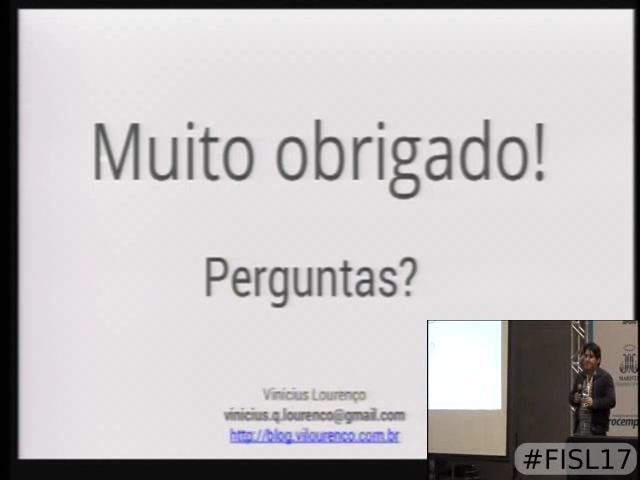 Muito obrigado!
Perguntas?
Vinicius Lourenço
vinicius.q.lourenco@gmail.com
http://blog.vilourenco.com.br
#FISL17